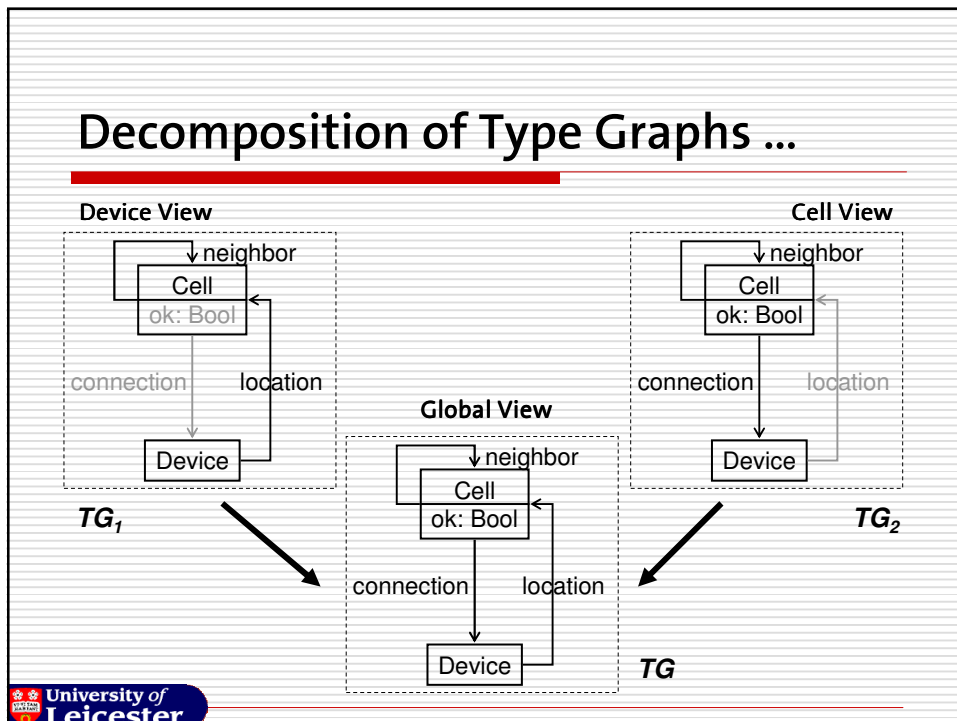 Decomposition of Type Graphs ...
Device View
Cell View
neighbor
Cell
ok: Bool
connection
location
Device
TG1
neighbor
Cell
ok: Bool
connection
location
Device
TG2
Global View
neighbor
Cell
ok: Bool
connection
location
Device
TG
University of
Leicester